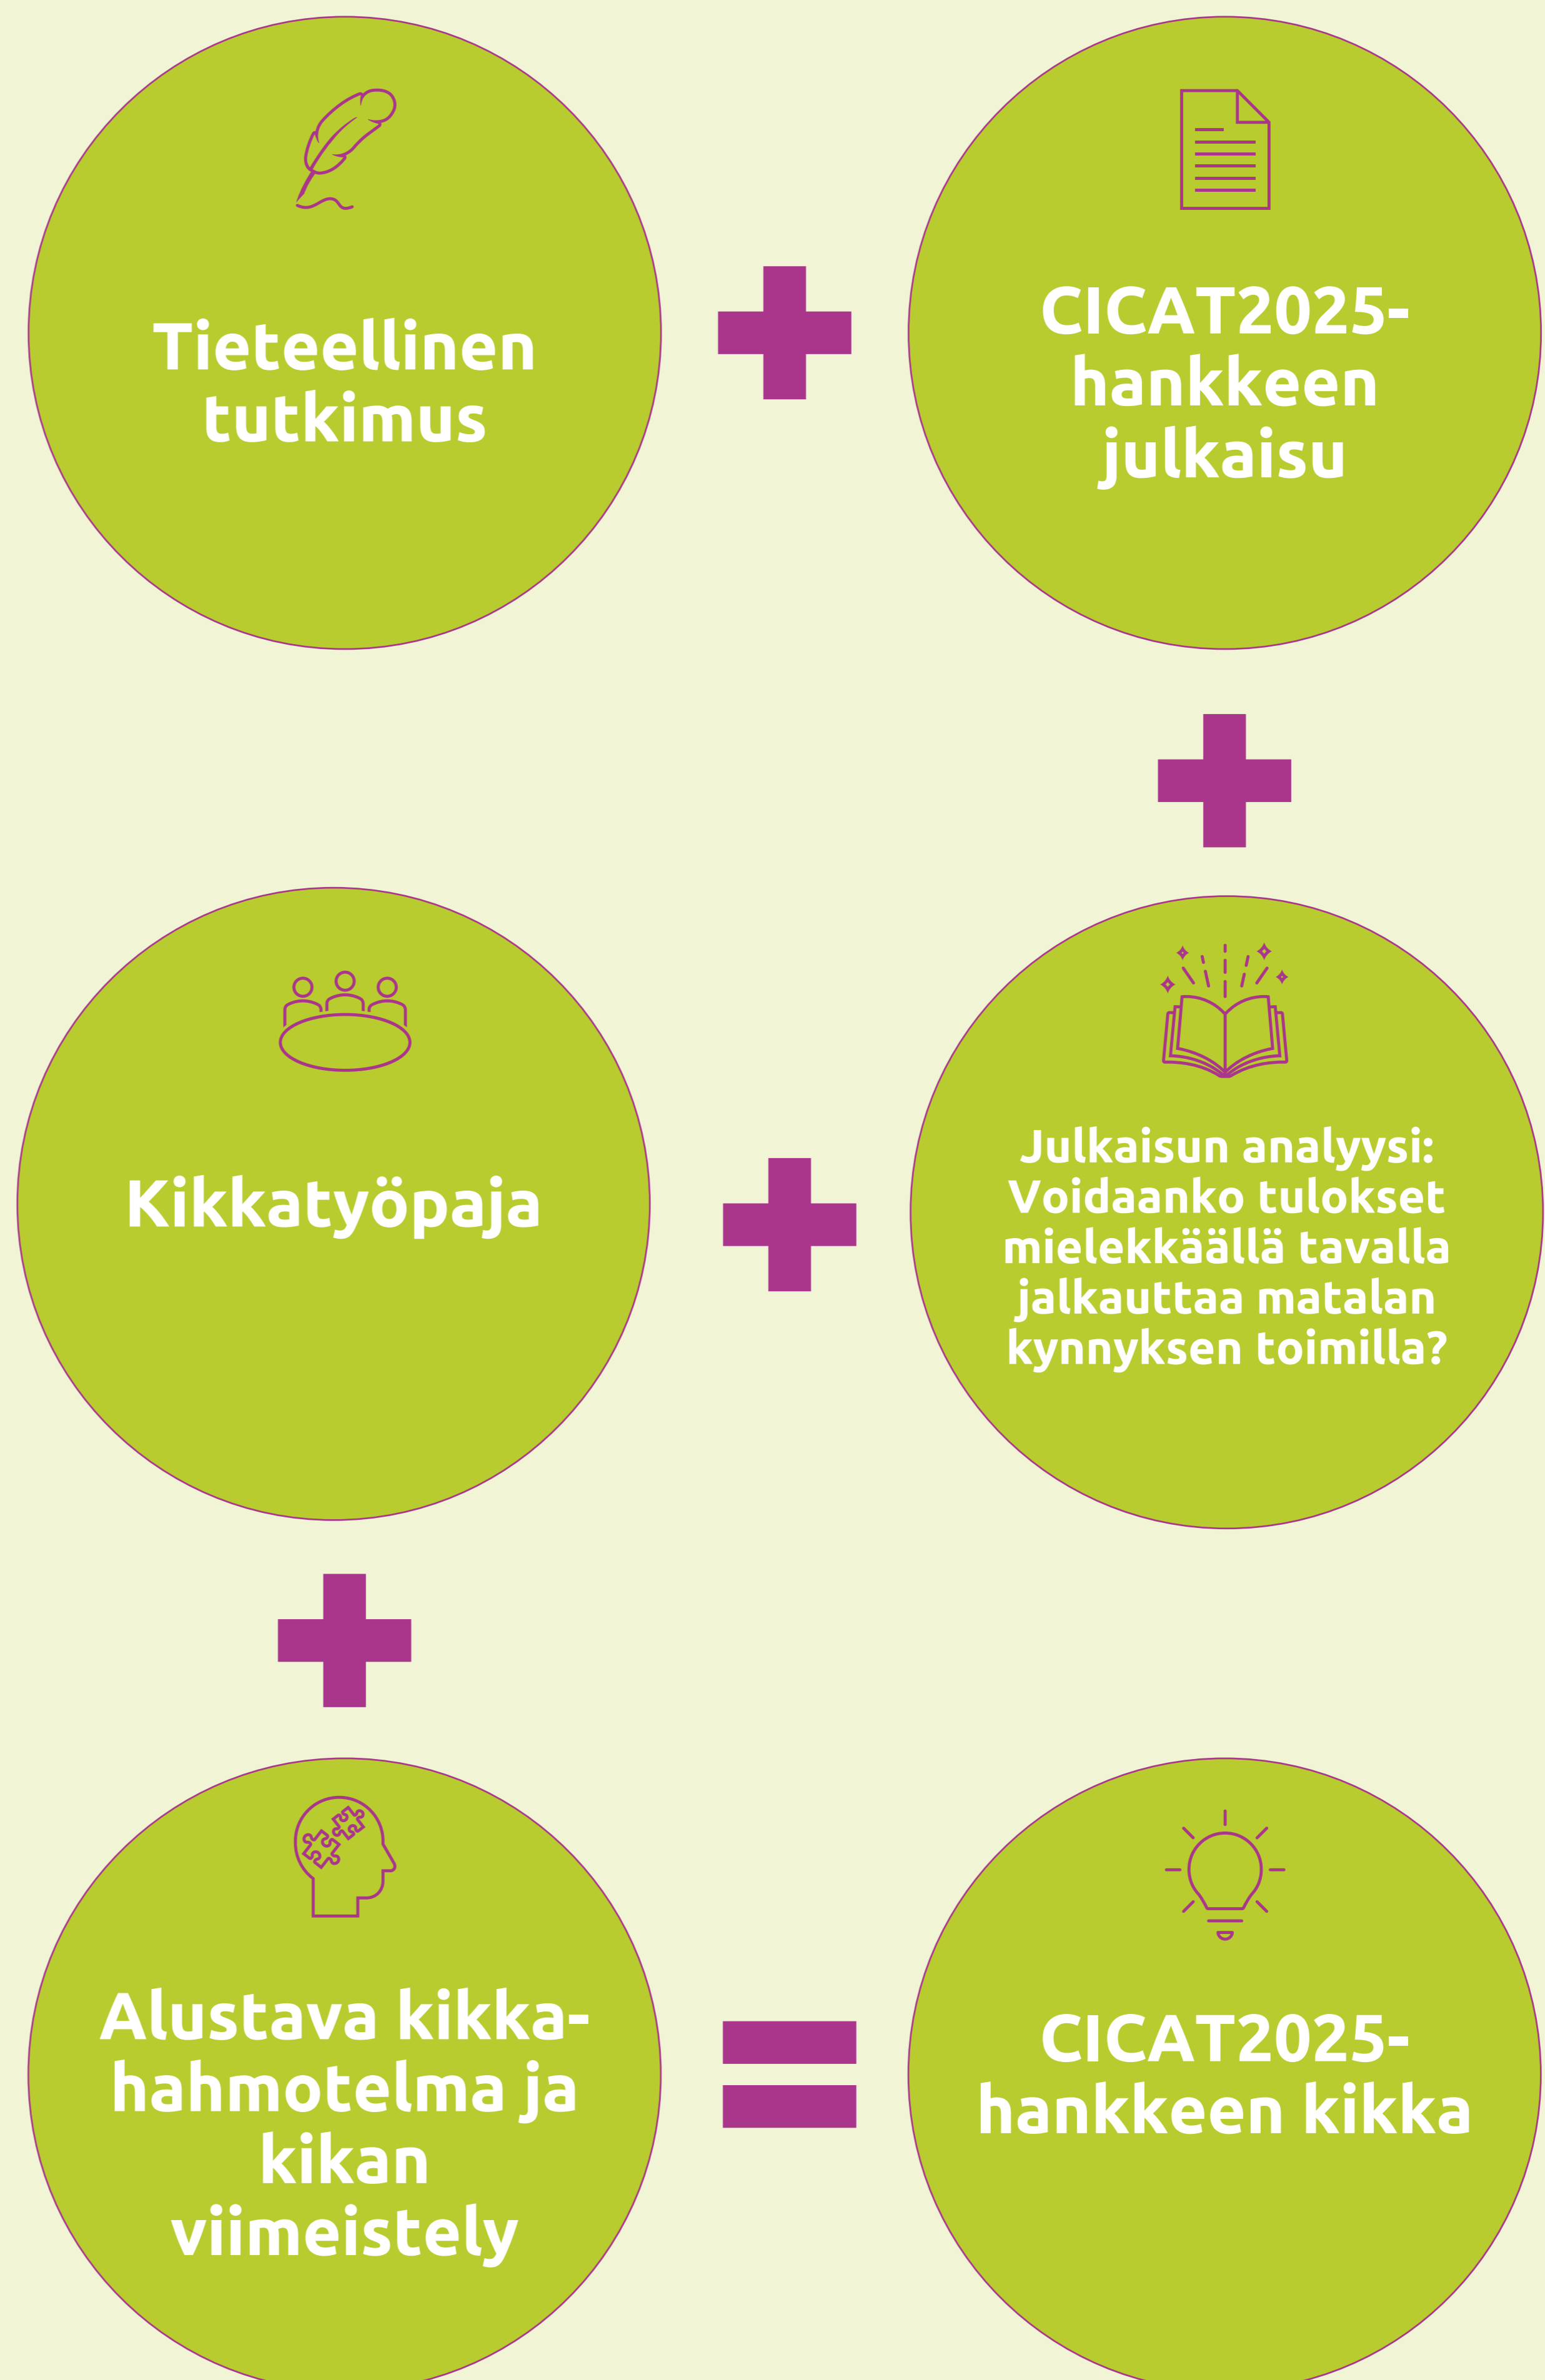 Tieteellinen
tutkimus
CICAT2025-
hankkeen
julkaisu
Julkaisun analyysi:
Voidaanko tulokset
mielekkäällä tavalla
jalkauttaa matalan
kynnyksen toimilla?
Kikkatyöpaja
Alustava kikka-
hahmotelma ja
kikan
viimeistely
CICAT2025-
hankkeen kikka